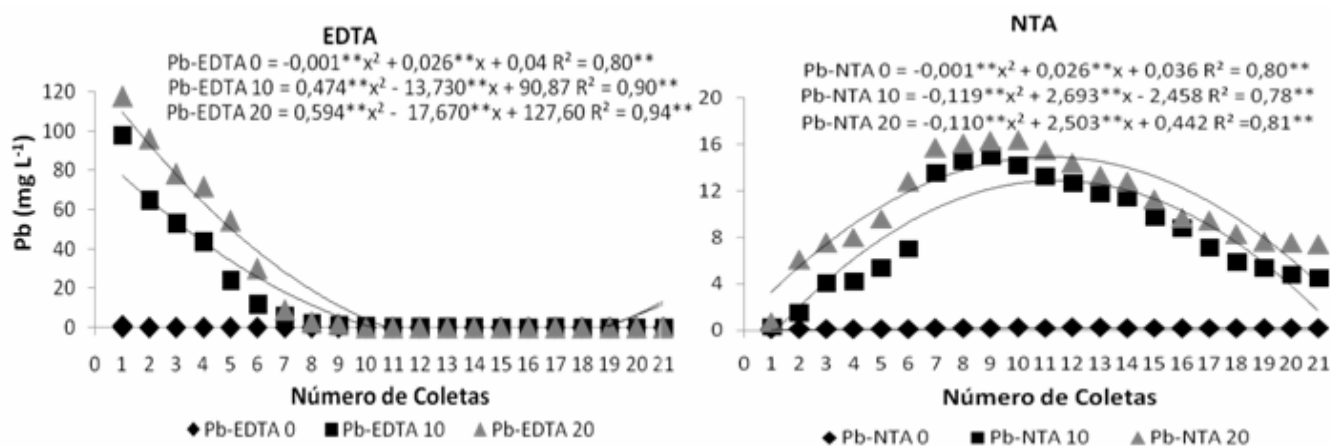 EDTA
Pb-EDTA 0 = -0,001**x² + 0,026**x + 0,04 R² = 0,80**
Pb-EDTA 10 = 0,474**x² - 13,730**x + 90,87 R² = 0,90**
Pb-EDTA 20 = 0,594**x² - 17,670**x + 127,60 R² = 0,94**
Pb (mg L⁻¹)
120
100
80
60
40
20
0
0 1 2 3 4 5 6 7 8 9 10 11 12 13 14 15 16 17 18 19 20 21
Número de Coletas
Pb-EDTA 0 Pb-EDTA 10 Pb-EDTA 20
NTA
Pb-NTA 0 = -0,001**x² + 0,026**x + 0,036 R² = 0,80**
Pb-NTA 10 = -0,119**x² + 2,693**x - 2,458 R² = 0,78**
Pb-NTA 20 = -0,110**x² + 2,503**x + 0,442 R² =0,81**
20
16
12
8
4
0
0 1 2 3 4 5 6 7 8 9 10 11 12 13 14 15 16 17 18 19 20 21
Número de Coletas
Pb-NTA 0 Pb-NTA 10 Pb-NTA 20